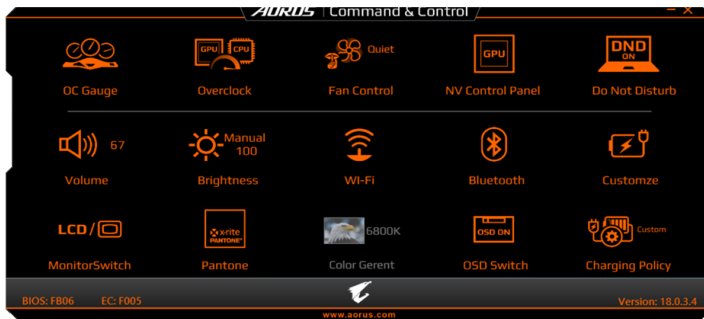 AORUS Command & Control
GPU CPU Quiet GPU DND ON
OC Gauge Overclock Fan Control NV Control Panel Do Not Disturb
67 Manual 100
Volume Brightness WI-Fi Bluetooth Customze
LCD/ x-rite PANTONE 6800K OSD ON Custom
MonitorSwitch Pantone Color Gerent OSD Switch Charging Policy
BIOS: FB06 EC: F005 Version: 18.0.3.4
www.aorus.com